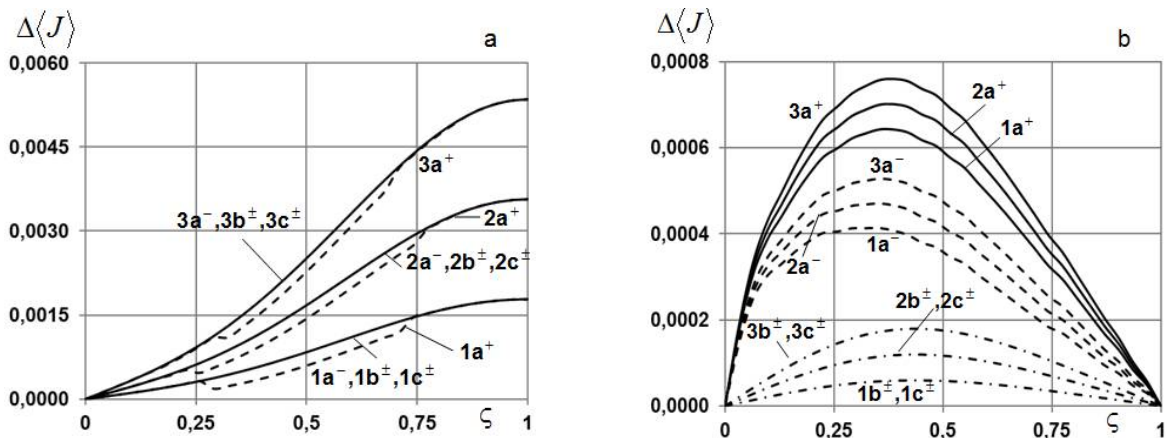 Δ⟨J⟩
a
0,0060
0,0045
0,0030
0,0015
0,0000
3a⁺
3a⁻,3b±,3c±
2a⁺
2a⁻,2b±,2c±
1a⁺
1a⁻,1b±,1c±
0 0,25 0,5 0,75 ς 1
Δ⟨J⟩
b
0,0008
0,0006
0,0004
0,0002
0,0000
3a⁺
2a⁺
1a⁺
3a⁻
2a⁻
1a⁻
2b±,2c±
3b±,3c±
1b±,1c±
0 0,25 0,5 0,75 ς 1